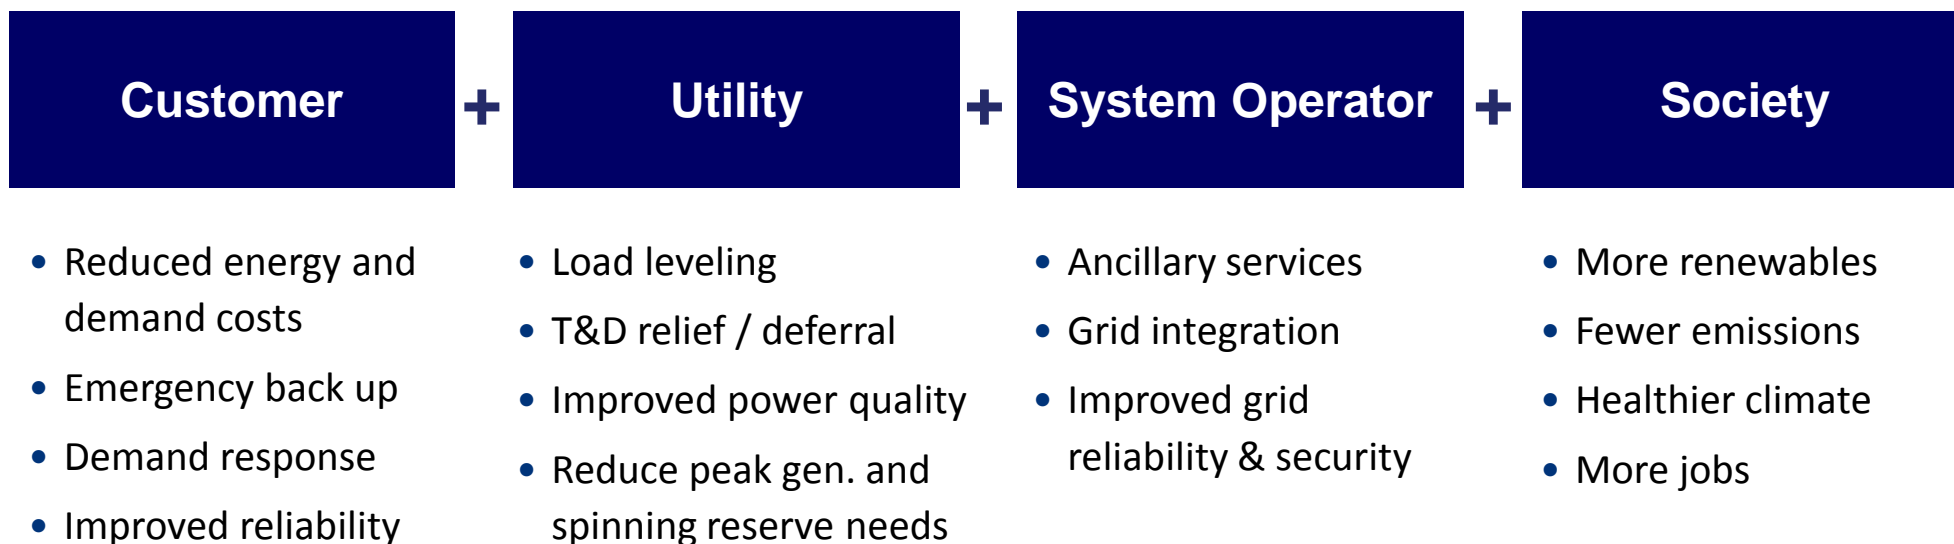 Customer
+
Utility
+
System Operator
+
Society
• Reduced energy and
demand costs
• Emergency back up
• Demand response
• Improved reliability
• Load leveling
• T&D relief / deferral
• Improved power quality
• Reduce peak gen. and
spinning reserve needs
• Ancillary services
• Grid integration
• Improved grid
reliability & security
• More renewables
• Fewer emissions
• Healthier climate
• More jobs